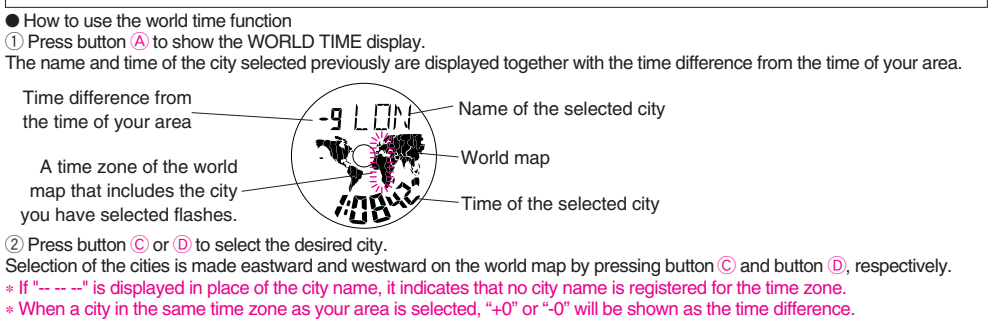 ● How to use the world time function
① Press button Ⓐ to show the WORLD TIME display.
The name and time of the city selected previously are displayed together with the time difference from the time of your area.
Time difference from
the time of your area
-9 LON
Name of the selected city
World map
A time zone of the world
map that includes the city
you have selected flashes.
1:0842
Time of the selected city
② Press button Ⓒ or Ⓓ to select the desired city.
Selection of the cities is made eastward and westward on the world map by pressing button Ⓒ and button Ⓓ, respectively.
* If "-- -- --" is displayed in place of the city name, it indicates that no city name is registered for the time zone.
* When a city in the same time zone as your area is selected, “+0” or “-0” will be shown as the time difference.